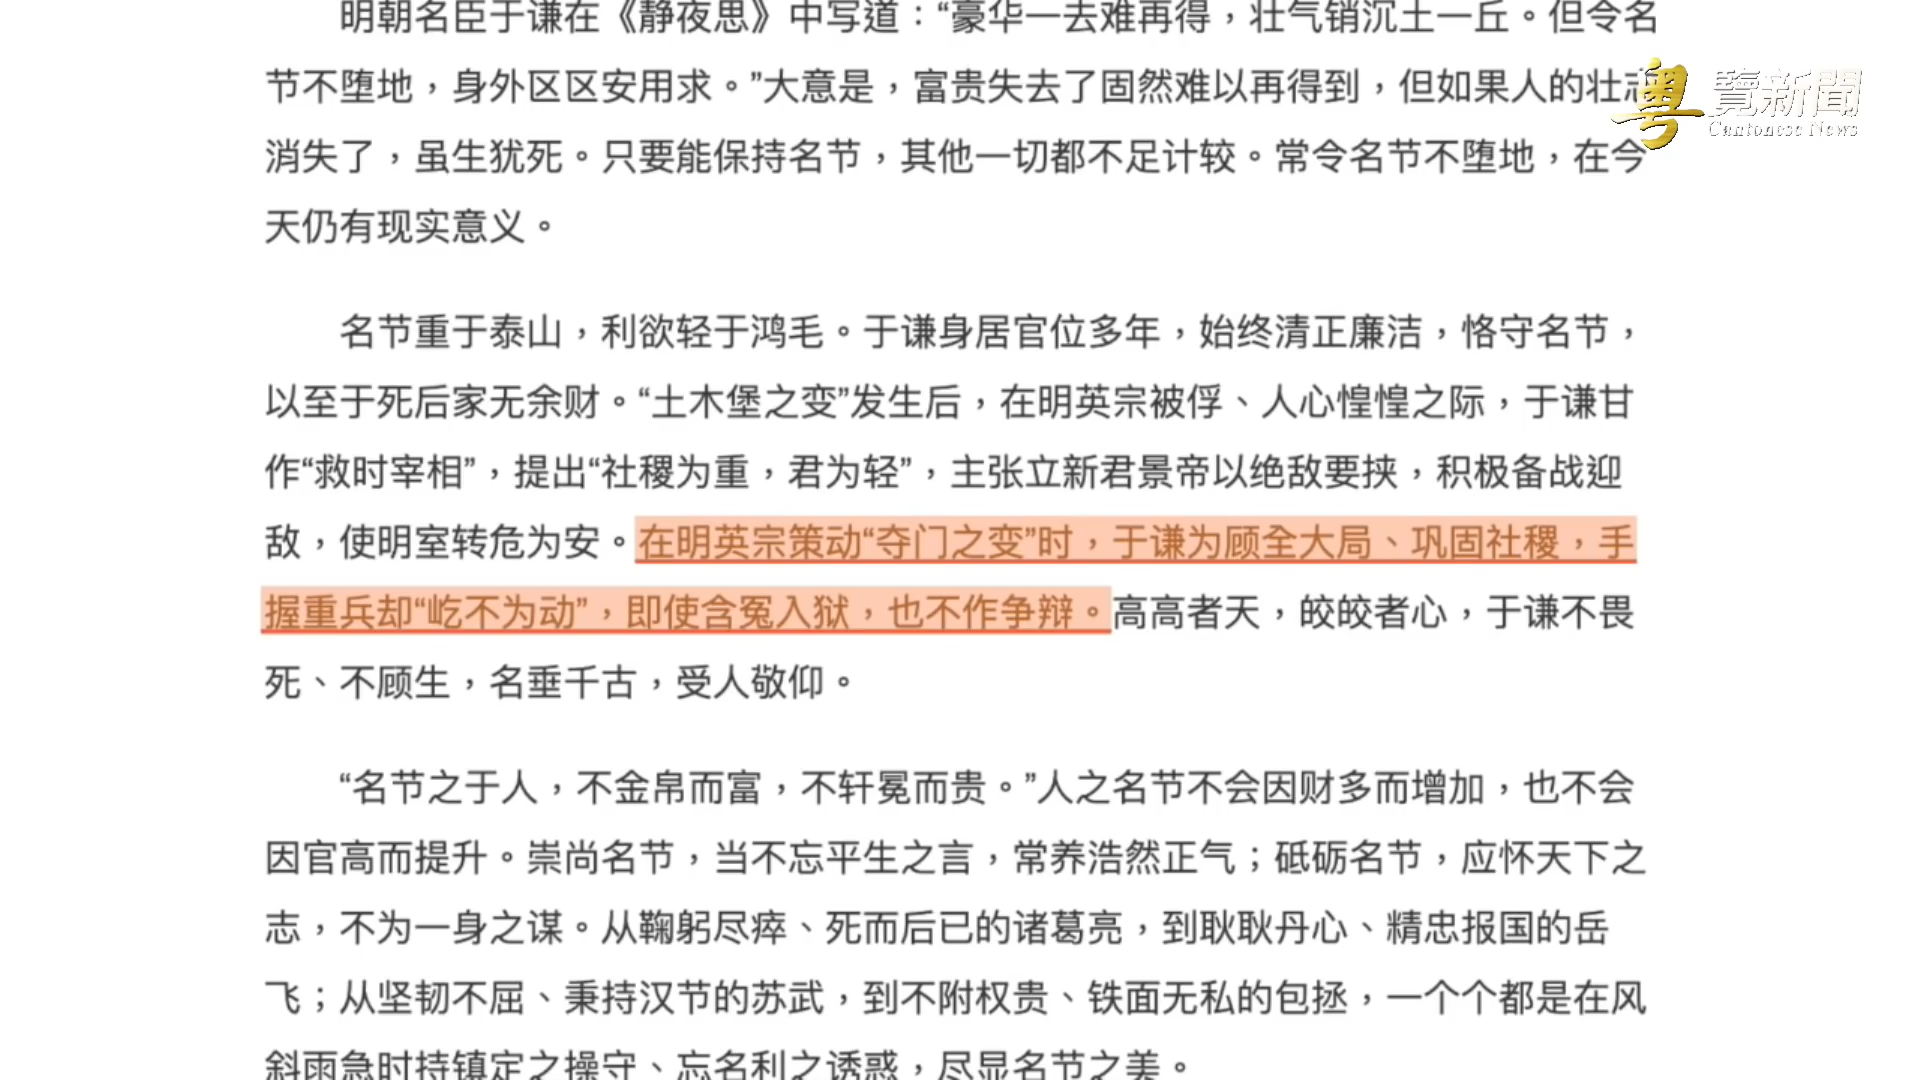 明朝名臣于谦在《静夜思》中写道：“豪华一去难再得，壮气销沉土一丘。但令名
节不堕地，身外区区安用求。”大意是，富贵失去了固然难以再得到，但如果人的壮志
消失了，虽生犹死。只要能保持名节，其他一切都不足计较。常令名节不堕地，在今
天仍有现实意义。
粤覽新聞
Cantonese News
名节重于泰山，利欲轻于鸿毛。于谦身居官位多年，始终清正廉洁，恪守名节，
以至于死后家无余财。“土木堡之变”发生后，在明英宗被俘、人心惶惶之际，于谦甘
作“救时宰相”，提出“社稷为重，君为轻”，主张立新君景帝以绝敌要挟，积极备战迎
敌，使明室转危为安。在明英宗策动“夺门之变”时，于谦为顾全大局、巩固社稷，手
握重兵却“屹不为动”，即使含冤入狱，也不作争辩。高高者天，皎皎者心，于谦不畏
死、不顾生，名垂千古，受人敬仰。
“名节之于人，不金帛而富，不轩冕而贵。”人之名节不会因财多而增加，也不会
因官高而提升。崇尚名节，当不忘平生之言，常养浩然正气；砥砺名节，应怀天下之
志，不为一身之谋。从鞠躬尽瘁、死而后已的诸葛亮，到耿耿丹心、精忠报国的岳
飞；从坚韧不屈、秉持汉节的苏武，到不附权贵、铁面无私的包拯，一个个都是在风
斜雨急时持镇定之操守、忘名利之诱惑，尽显名节之美。